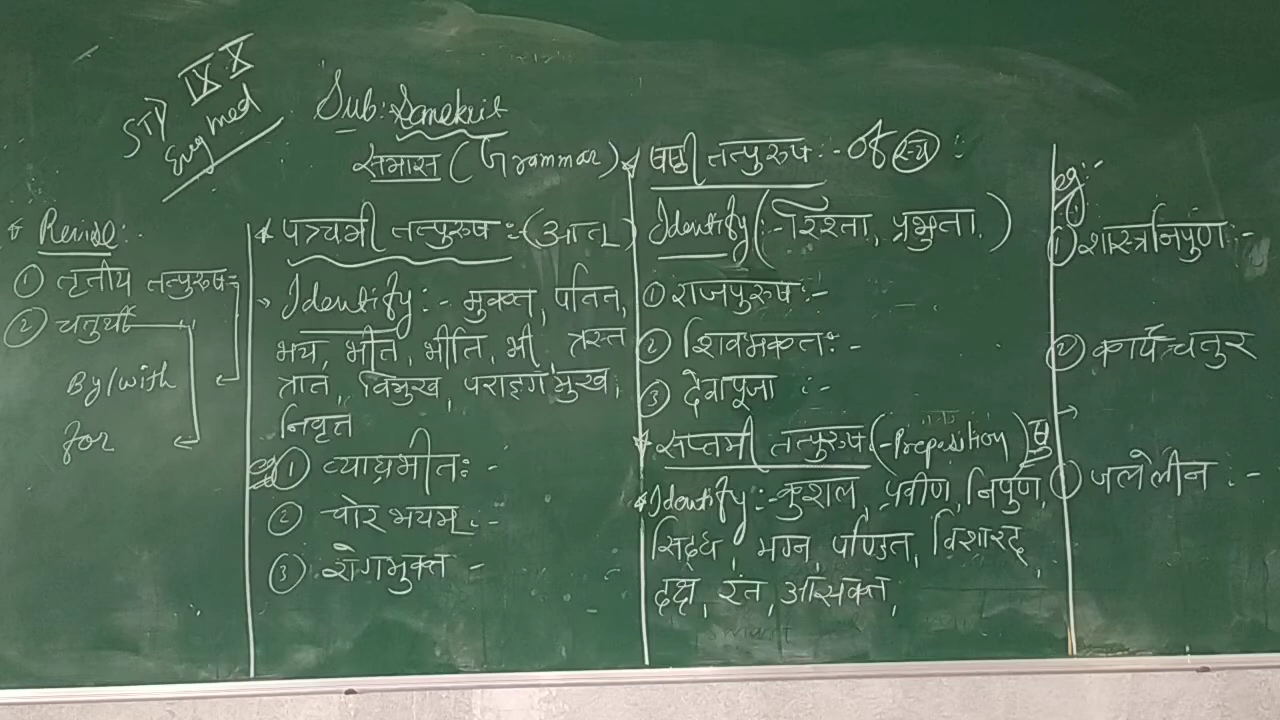 STD IX X
Eng med
Sub: Sanskrit
समास (Grammar)
* Revise:-
① तृतीय तत्पुरुष:
② चतुर्थी
By/with
for
* पञ्चमी तत्पुरुष:- (आत्)
→ Identify:- मुक्त, पतित,
भय, भीत, भीति, भी, त्रस्त
त्रात, विमुख, पराङ्गमुख,
निवृत्त
eg ① व्याघ्रभीत: -
② चोरभयम् : -
③ रोगमुक्त -
* षष्ठी तत्पुरुष:- of स्य :
Identify (:- रिश्ता, प्रभुता.)
① राजपुरुष:-
② शिवभक्त: -
③ देवापूजा :-
* सप्तमी तत्पुरुष (-Preposition)
* Identify:- कुशल, प्रवीण, निपुण,
सिद्ध, मग्न, पण्डित, विशारद,
दक्ष, रत, आसक्त,
eg:-
① शास्त्रनिपुण:-
② कार्यचतुर
जलेलीन :-